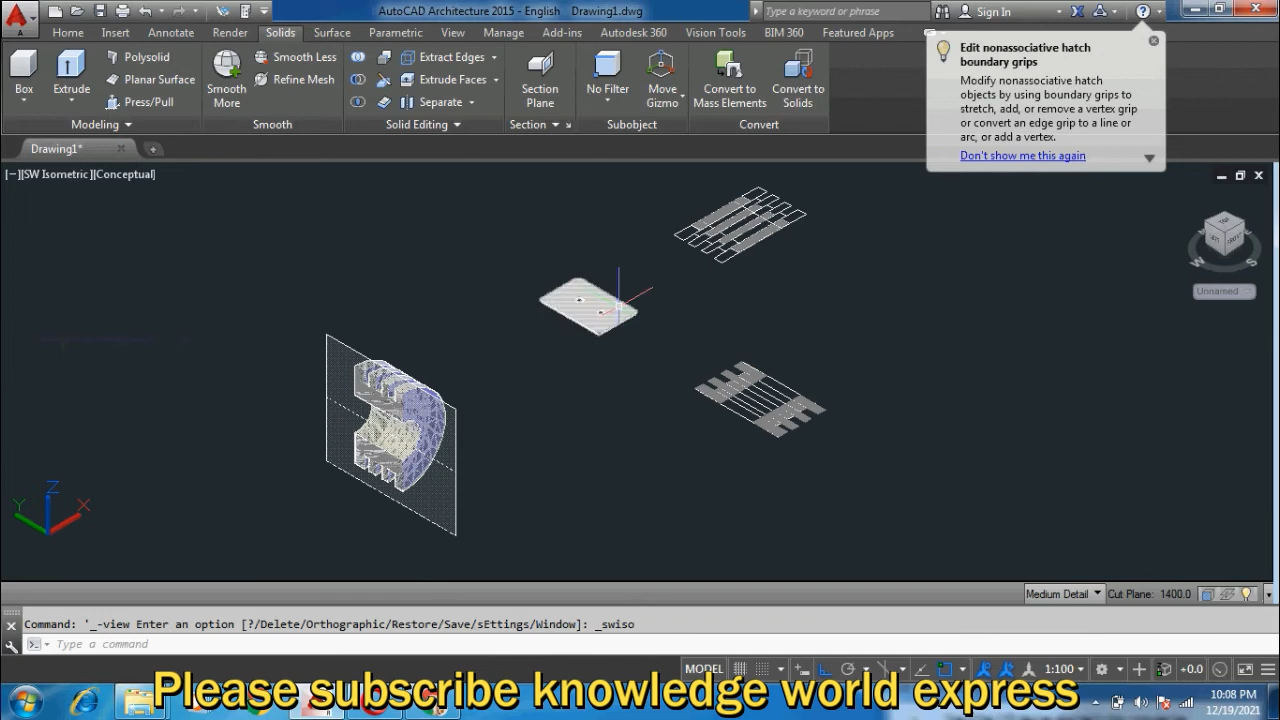 AutoCAD Architecture 2015 - English Drawing1.dwg
Type a keyword or phrase
Sign In
Home Insert Annotate Render Solids Surface Parametric View Manage Add-ins Autodesk 360 Vision Tools BIM 360 Featured Apps
Box
Extrude
Polysolid
Planar Surface
Press/Pull
Modeling
Smooth More
Smooth Less
Refine Mesh
Smooth
Extract Edges
Extrude Faces
Separate
Solid Editing
Section Plane
Section
No Filter
Move Gizmo
Subobject
Convert to Mass Elements
Convert to Solids
Convert
Edit nonassociative hatch
boundary grips
Modify nonassociative hatch
objects by using boundary grips to
stretch, add, or remove a vertex grip
or convert an edge grip to a line or
arc, or add a vertex.
Don't show me this again
Drawing1*
[−][SW Isometric][Conceptual]
TOP
W S
Unnamed
Z
Y X
Medium Detail Cut Plane: 1400.0
Command: '_-view Enter an option [?/Delete/Orthographic/Restore/Save/sEttings/Window]: _swiso
Type a command
MODEL 1:100 +0.0
Please subscribe knowledge world express
10:08 PM
12/19/2021